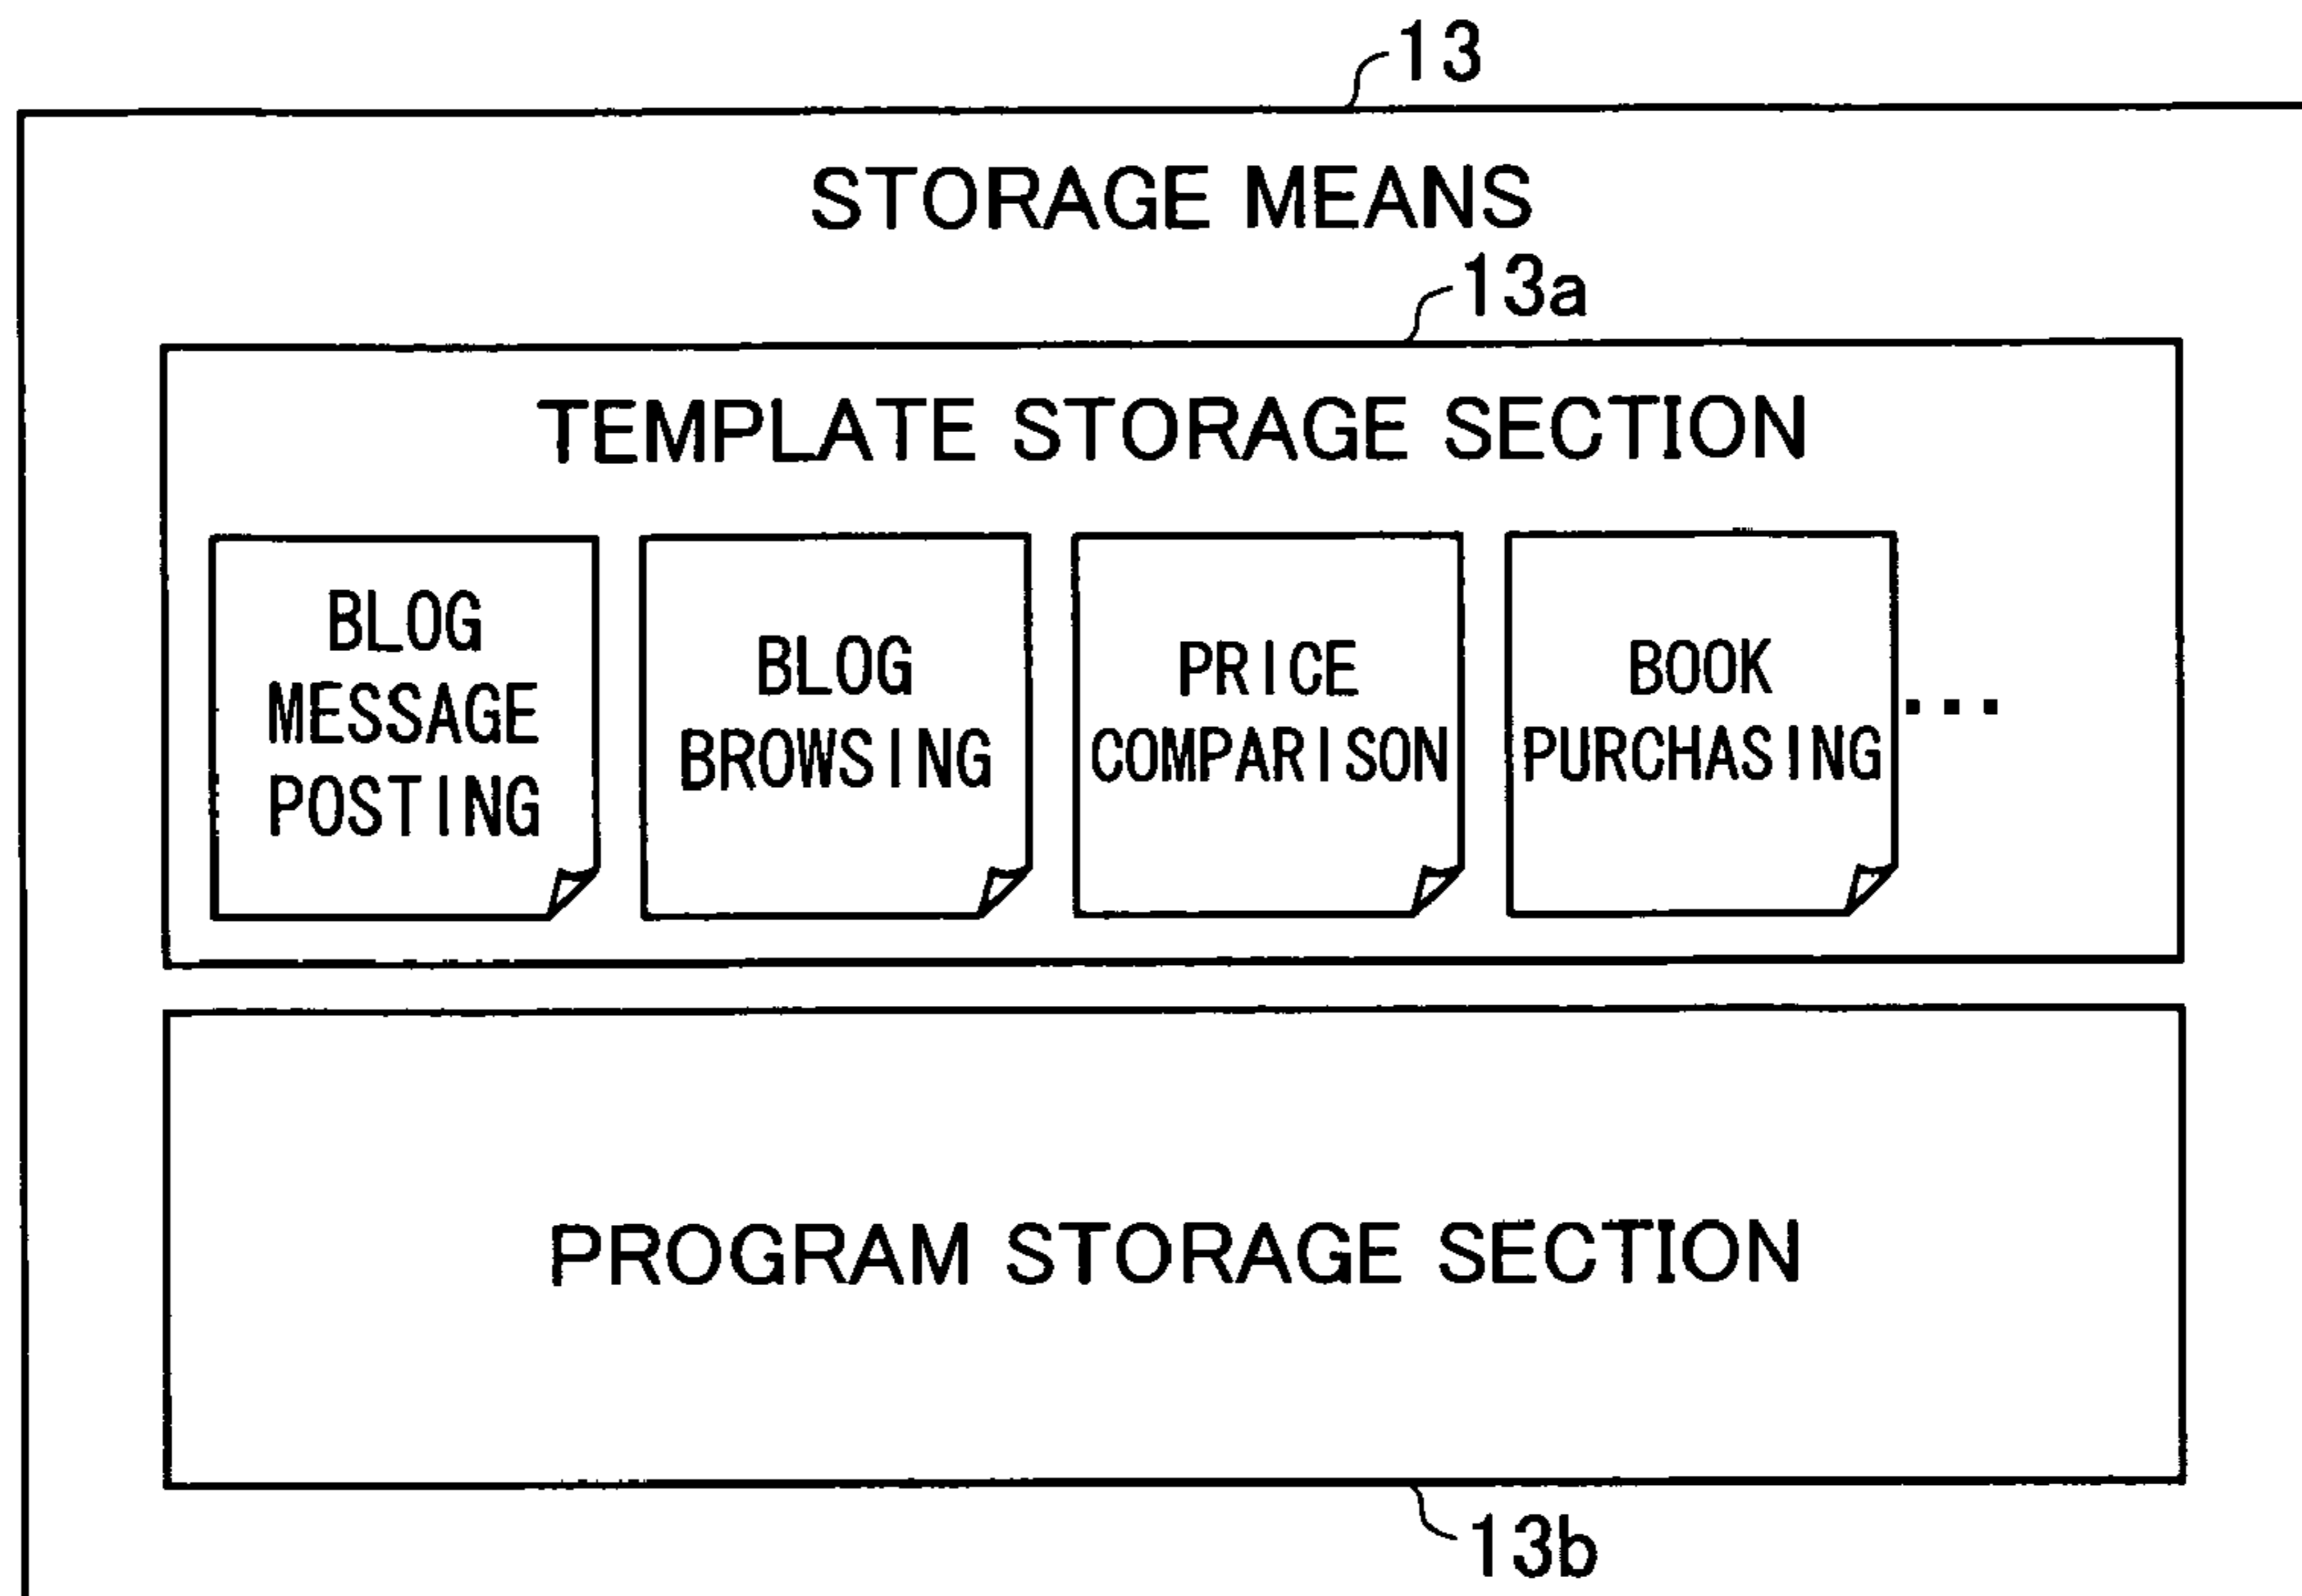 13
STORAGE MEANS
13a
TEMPLATE STORAGE SECTION
BLOG
MESSAGE
POSTING
BLOG
BROWSING
PRICE
COMPARISON
BOOK
PURCHASING
...
PROGRAM STORAGE SECTION
13b